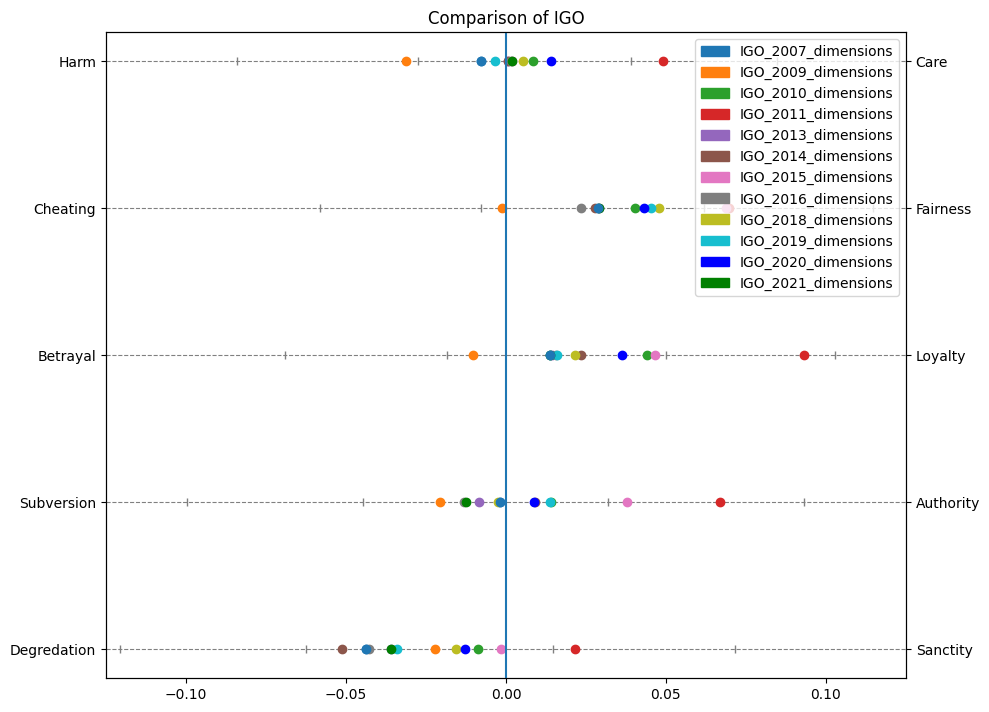 Comparison of IGO
Harm
Care
IGO_2007_dimensions
IGO_2009_dimensions
IGO_2010_dimensions
IGO_2011_dimensions
IGO_2013_dimensions
IGO_2014_dimensions
IGO_2015_dimensions
IGO_2016_dimensions
IGO_2018_dimensions
IGO_2019_dimensions
IGO_2020_dimensions
IGO_2021_dimensions
Cheating
Fairness
Betrayal
Loyalty
Subversion
Authority
Degredation
Sanctity
−0.10 −0.05 0.00 0.05 0.10